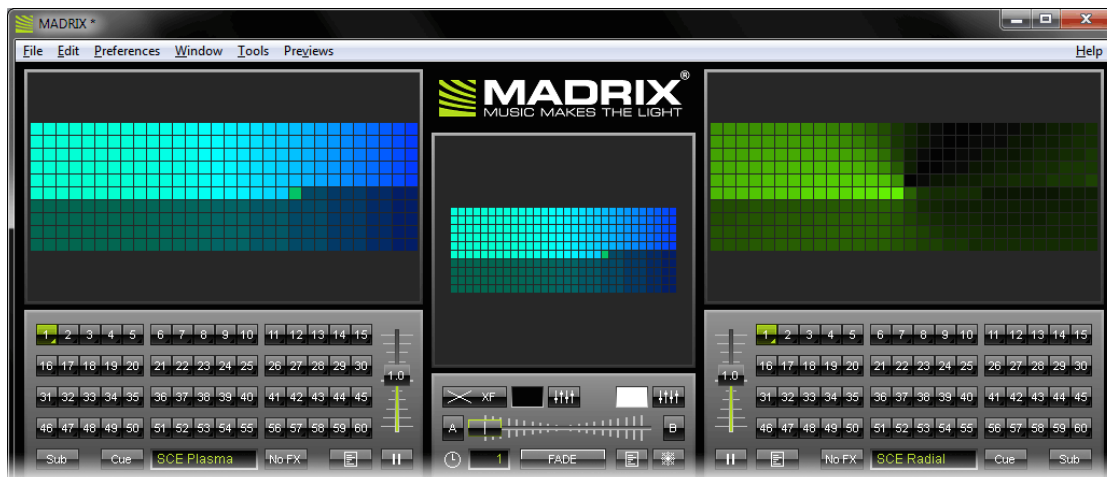 MADRIX *
File Edit Preferences Window Tools Previews Help
MADRIX®
MUSIC MAKES THE LIGHT
1 2 3 4 5 6 7 8 9 10 11 12 13 14 15
16 17 18 19 20 21 22 23 24 25 26 27 28 29 30
1.0
31 32 33 34 35 36 37 38 39 40 41 42 43 44 45
46 47 48 49 50 51 52 53 54 55 56 57 58 59 60
Sub Cue SCE Plasma No FX
XF
A B
1 FADE
1 2 3 4 5 6 7 8 9 10 11 12 13 14 15
16 17 18 19 20 21 22 23 24 25 26 27 28 29 30
1.0
31 32 33 34 35 36 37 38 39 40 41 42 43 44 45
46 47 48 49 50 51 52 53 54 55 56 57 58 59 60
No FX SCE Radial Cue Sub